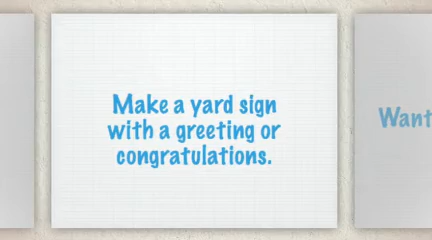 Make a yard sign
with a greeting or
congratulations.
Want